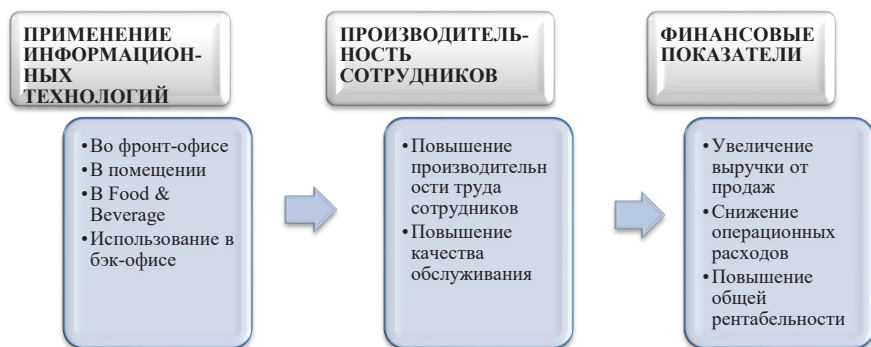 ПРИМЕНЕНИЕ
ИНФОРМАЦИОН-
НЫХ
ТЕХНОЛОГИЙ
•Во фронт-офисе
•В помещении
•В Food &
Beverage
•Использование в
бэк-офисе
ПРОИЗВОДИТЕЛЬ-
НОСТЬ
СОТРУДНИКОВ
•Повышение
производительн
ости труда
сотрудников
•Повышение
качества
обслуживания
ФИНАНСОВЫЕ
ПОКАЗАТЕЛИ
•Увеличение
выручки от
продаж
•Снижение
операционных
расходов
•Повышение
общей
рентабельности